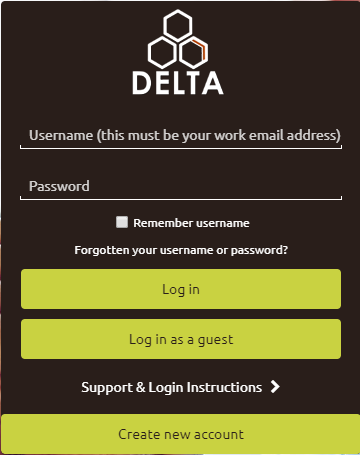 DELTA
Username (this must be your work email address)
Password
Remember username
Forgotten your username or password?
Log in
Log in as a guest
Support & Login Instructions
Create new account